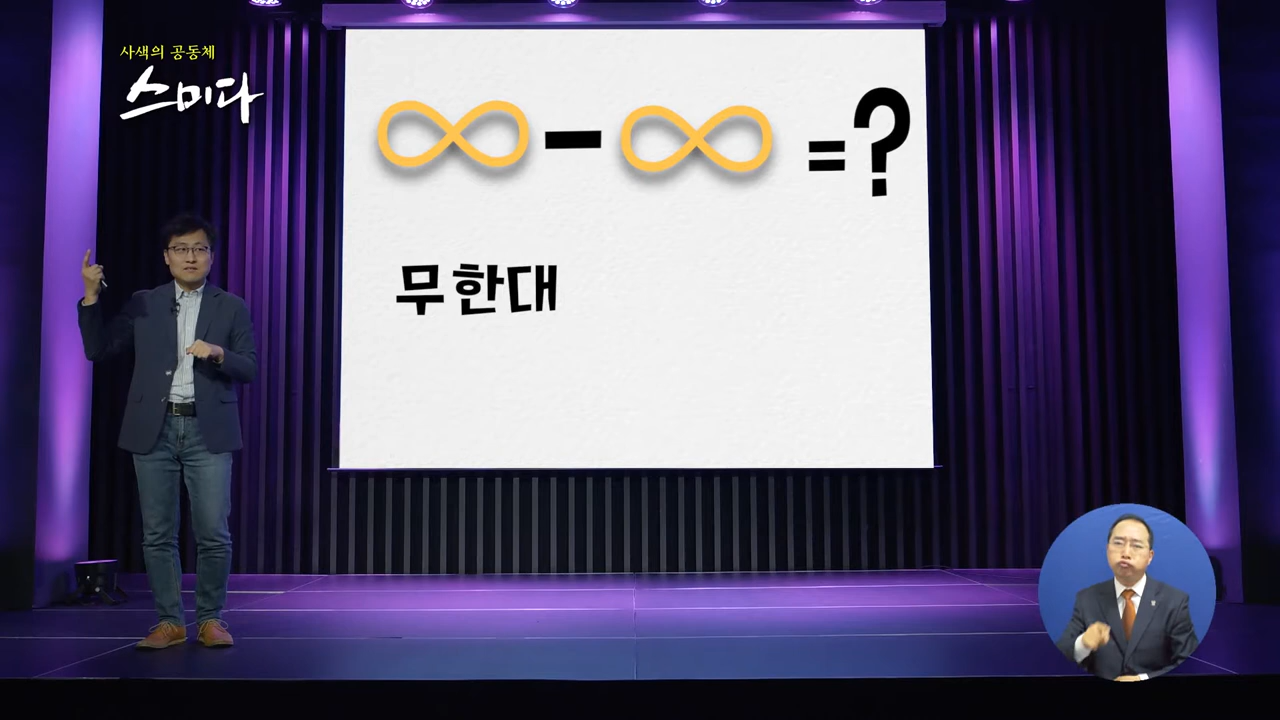 사색의 공동체
스미다
∞ - ∞ = ?
무한대